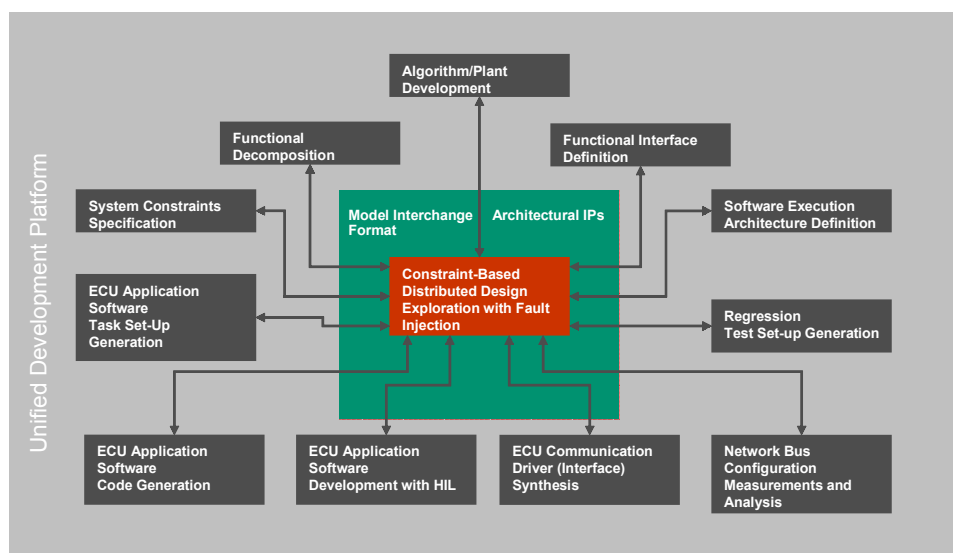 Unified Development Platform
Algorithm/Plant
Development
Functional
Decomposition
Functional Interface
Definition
System Constraints
Specification
Model Interchange
Format
Architectural IPs
Software Execution
Architecture Definition
Constraint-Based
Distributed Design
Exploration with Fault
Injection
ECU Application
Software
Task Set-Up
Generation
Regression
Test Set-up Generation
ECU Application
Software
Code Generation
ECU Application
Software
Development with HIL
ECU Communication
Driver (Interface)
Synthesis
Network Bus
Configuration
Measurements and
Analysis